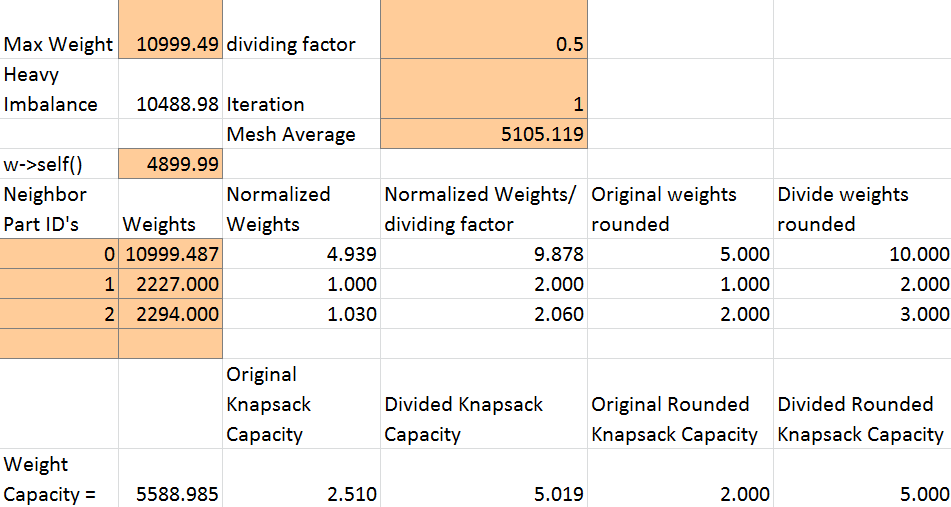 Max Weight 10999.49 dividing factor 0.5
Heavy
Imbalance 10488.98 Iteration 1
Mesh Average 5105.119
w->self() 4899.99
Neighbor Normalized Normalized Weights/ Original weights Divide weights
Part ID's Weights Weights dividing factor rounded rounded
0 10999.487 4.939 9.878 5.000 10.000
1 2227.000 1.000 2.000 1.000 2.000
2 2294.000 1.030 2.060 2.000 3.000
Original
Knapsack Divided Knapsack Original Rounded Divided Rounded
Capacity Capacity Knapsack Capacity Knapsack Capacity
Weight
Capacity = 5588.985 2.510 5.019 2.000 5.000